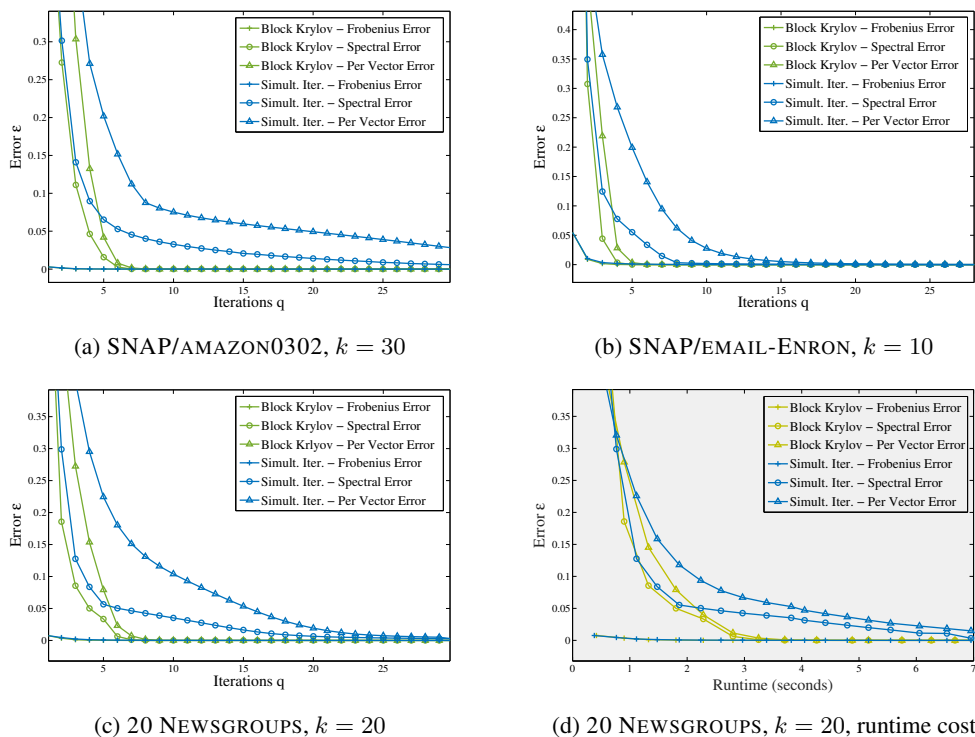 Error ε
0.3
0.25
0.2
0.15
0.1
0.05
0
Block Krylov − Frobenius Error
Block Krylov − Spectral Error
Block Krylov − Per Vector Error
Simult. Iter. − Frobenius Error
Simult. Iter. − Spectral Error
Simult. Iter. − Per Vector Error
5 10 15 20 25
Iterations q
(a) SNAP/AMAZON0302, k = 30
Error ε
0.4
0.35
0.3
0.25
0.2
0.15
0.1
0.05
0
Block Krylov − Frobenius Error
Block Krylov − Spectral Error
Block Krylov − Per Vector Error
Simult. Iter. − Frobenius Error
Simult. Iter. − Spectral Error
Simult. Iter. − Per Vector Error
5 10 15 20 25
Iterations q
(b) SNAP/EMAIL-ENRON, k = 10
Error ε
0.35
0.3
0.25
0.2
0.15
0.1
0.05
0
Block Krylov − Frobenius Error
Block Krylov − Spectral Error
Block Krlyov − Per Vector Error
Simult. Iter. − Frobenius Error
Simult. Iter. − Spectral Error
Simult. Iter. − Per Vector Error
5 10 15 20 25
Iterations q
(c) 20 NEWSGROUPS, k = 20
Error ε
0.35
0.3
0.25
0.2
0.15
0.1
0.05
0
Block Krylov − Frobenius Error
Block Krylov − Spectral Error
Block Krylov − Per Vector Error
Simult. Iter. − Frobenius Error
Simult. Iter. − Spectral Error
Simult. Iter. − Per Vector Error
0 1 2 3 4 5 6 7
Runtime (seconds)
(d) 20 NEWSGROUPS, k = 20, runtime cost